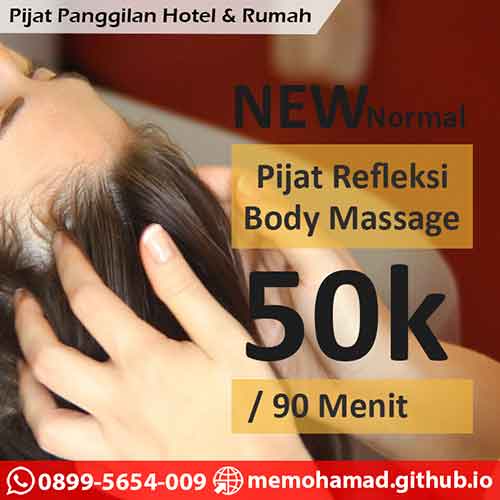 Pijat Panggilan Hotel & Rumah
NEW Normal
Pijat Refleksi
Body Massage
50k
/ 90 Menit
0899-5654-009 memohamad.github.io